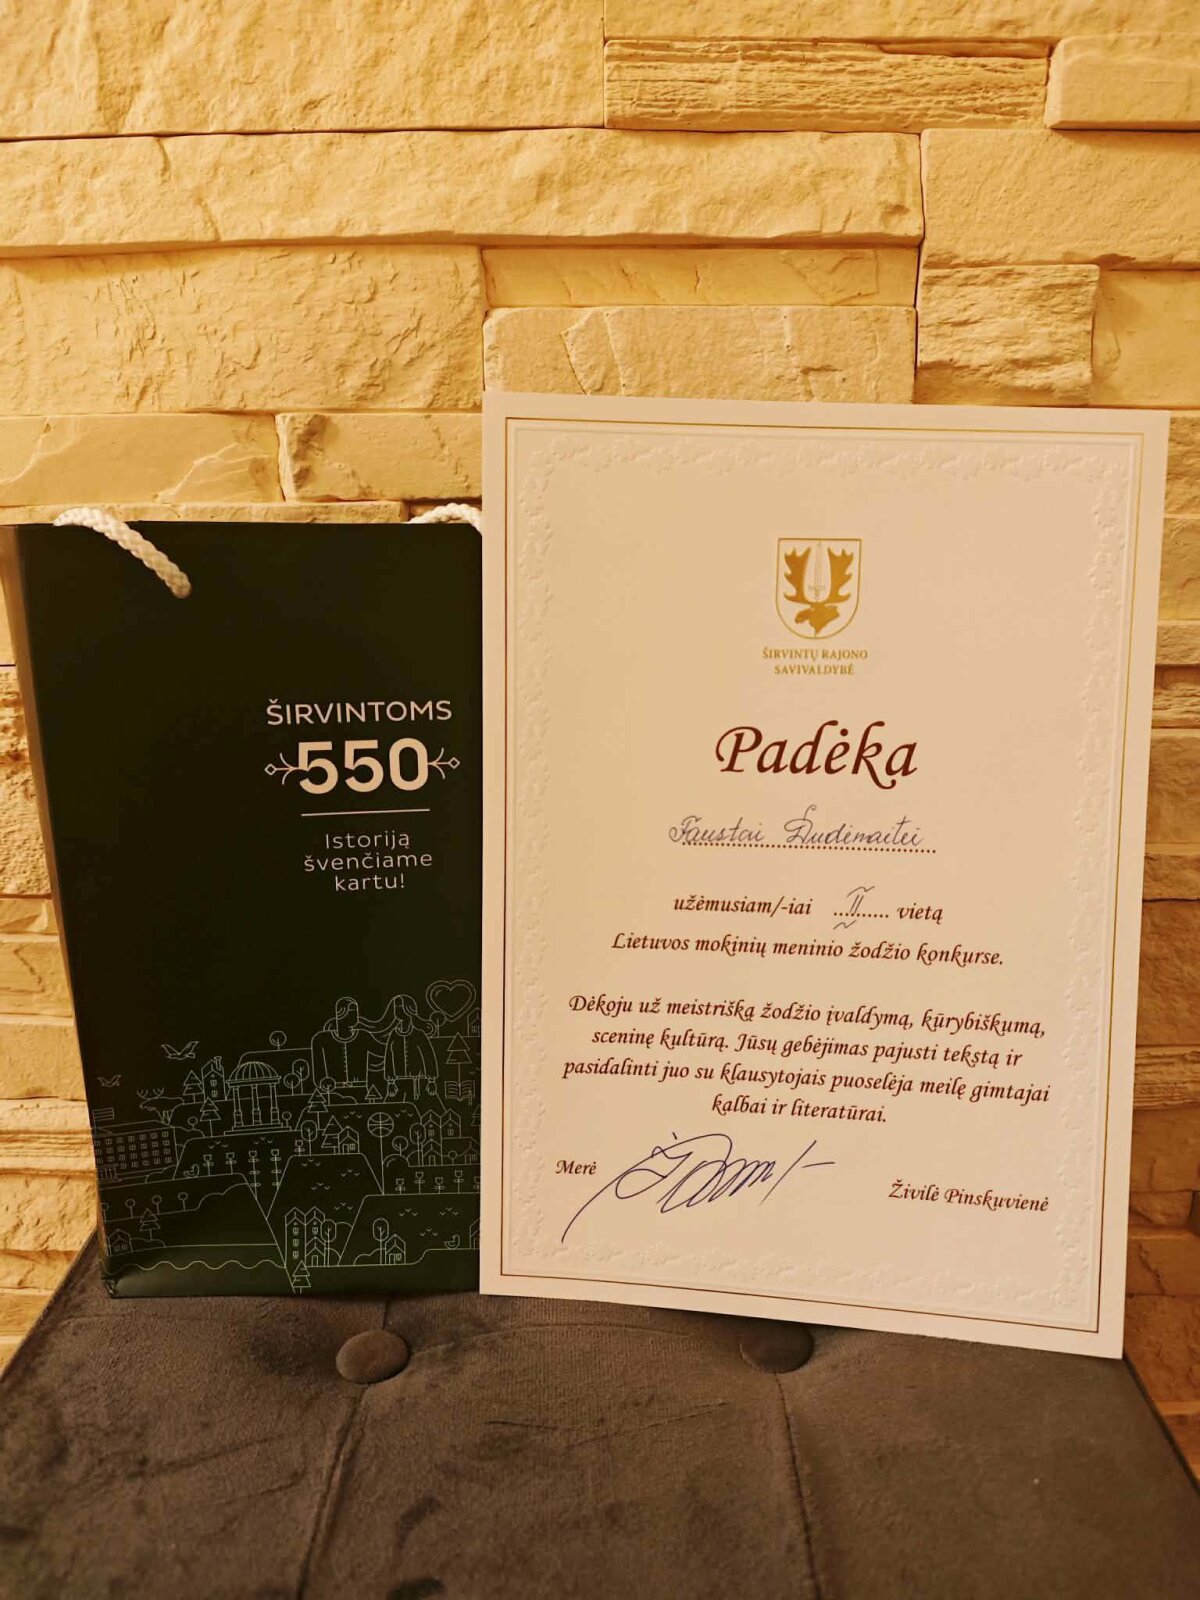 ŠIRVINTOMS
550
Istoriją
švenčiame
kartu!
ŠIRVINTŲ RAJONO
SAVIVALDYBĖ
Padėka
Faustai Dudėnaitei
užėmusiam/-iai II vietą
Lietuvos mokinių meninio žodžio konkurse.
Dėkoju už meistrišką žodžio įvaldymą, kūrybiškumą,
sceninę kultūrą. Jūsų gebėjimas pajusti tekstą ir
pasidalinti juo su klausytojais puoselėja meilę gimtajai
kalbai ir literatūrai.
Merė
Živilė Pinskuvienė